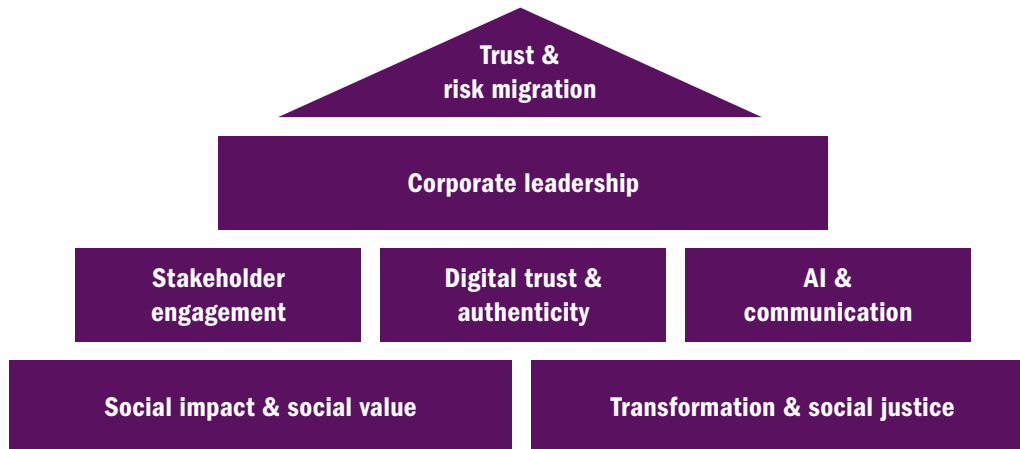 Trust &
risk migration
Corporate leadership
Stakeholder
engagement
Digital trust &
authenticity
AI &
communication
Social impact & social value
Transformation & social justice